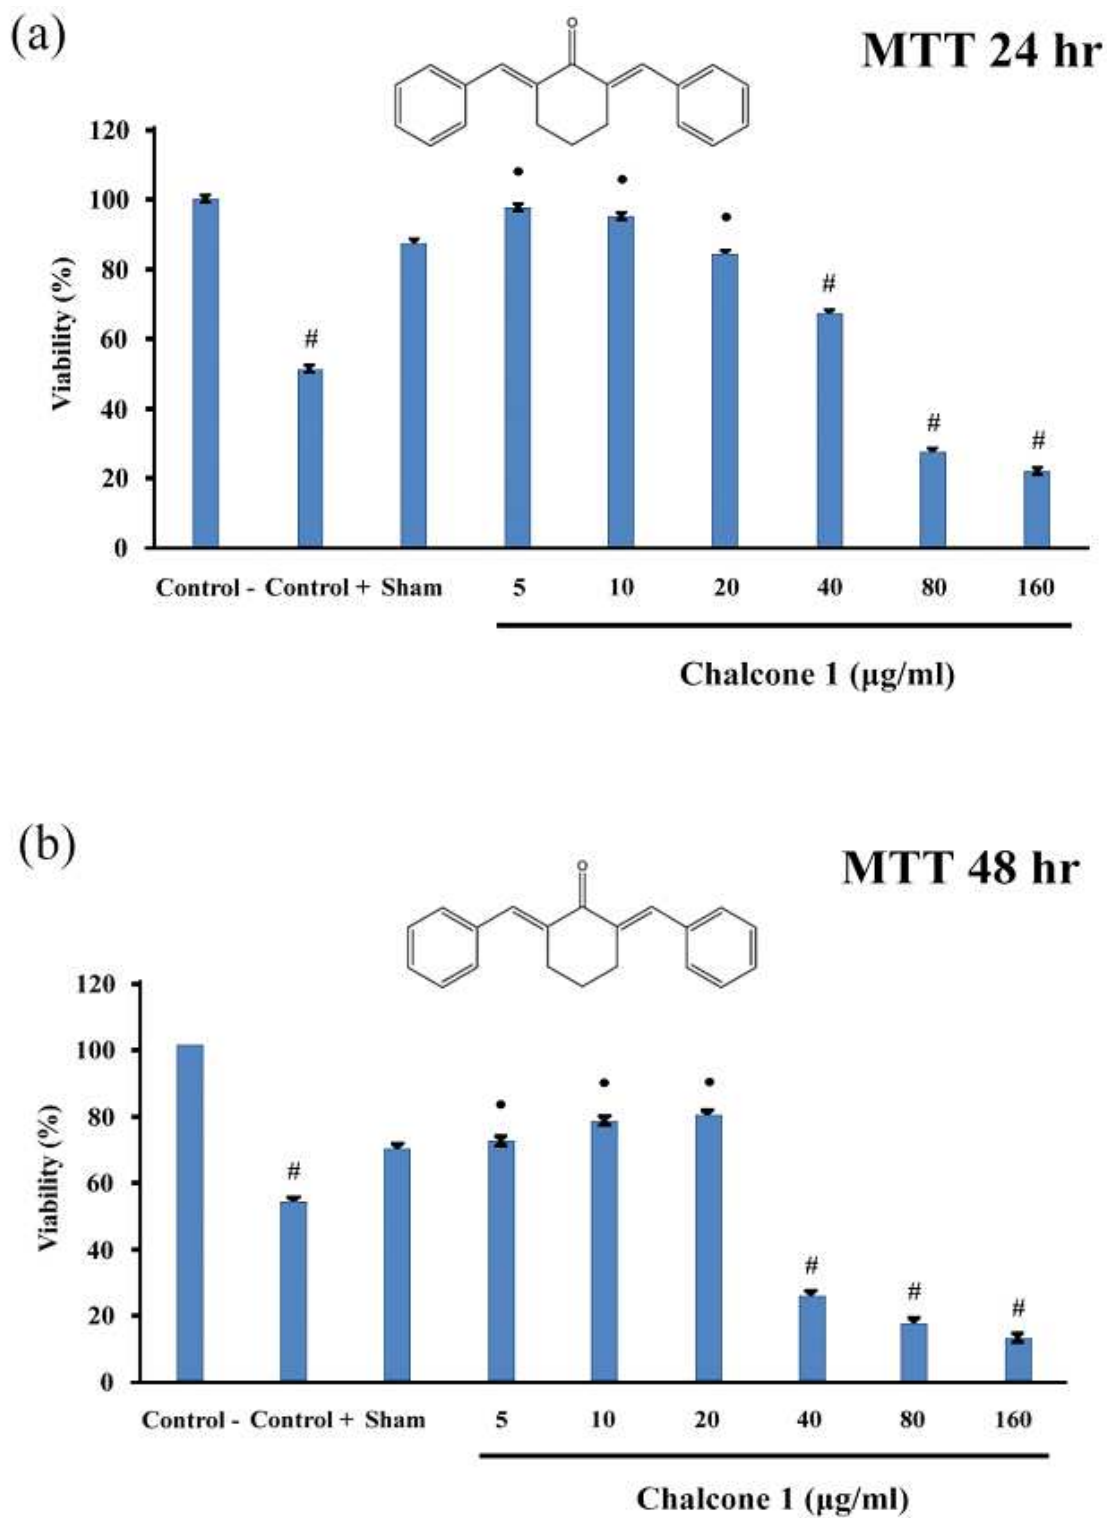 (a)
MTT 24 hr
O
120
100
80
60
40
20
0
Viability (%)
•
•
•
#
#
#
#
Control - Control + Sham 5 10 20 40 80 160
Chalcone 1 (µg/ml)
(b)
MTT 48 hr
O
120
100
80
60
40
20
0
Viability (%)
•
•
•
#
#
#
#
Control - Control + Sham 5 10 20 40 80 160
Chalcone 1 (µg/ml)